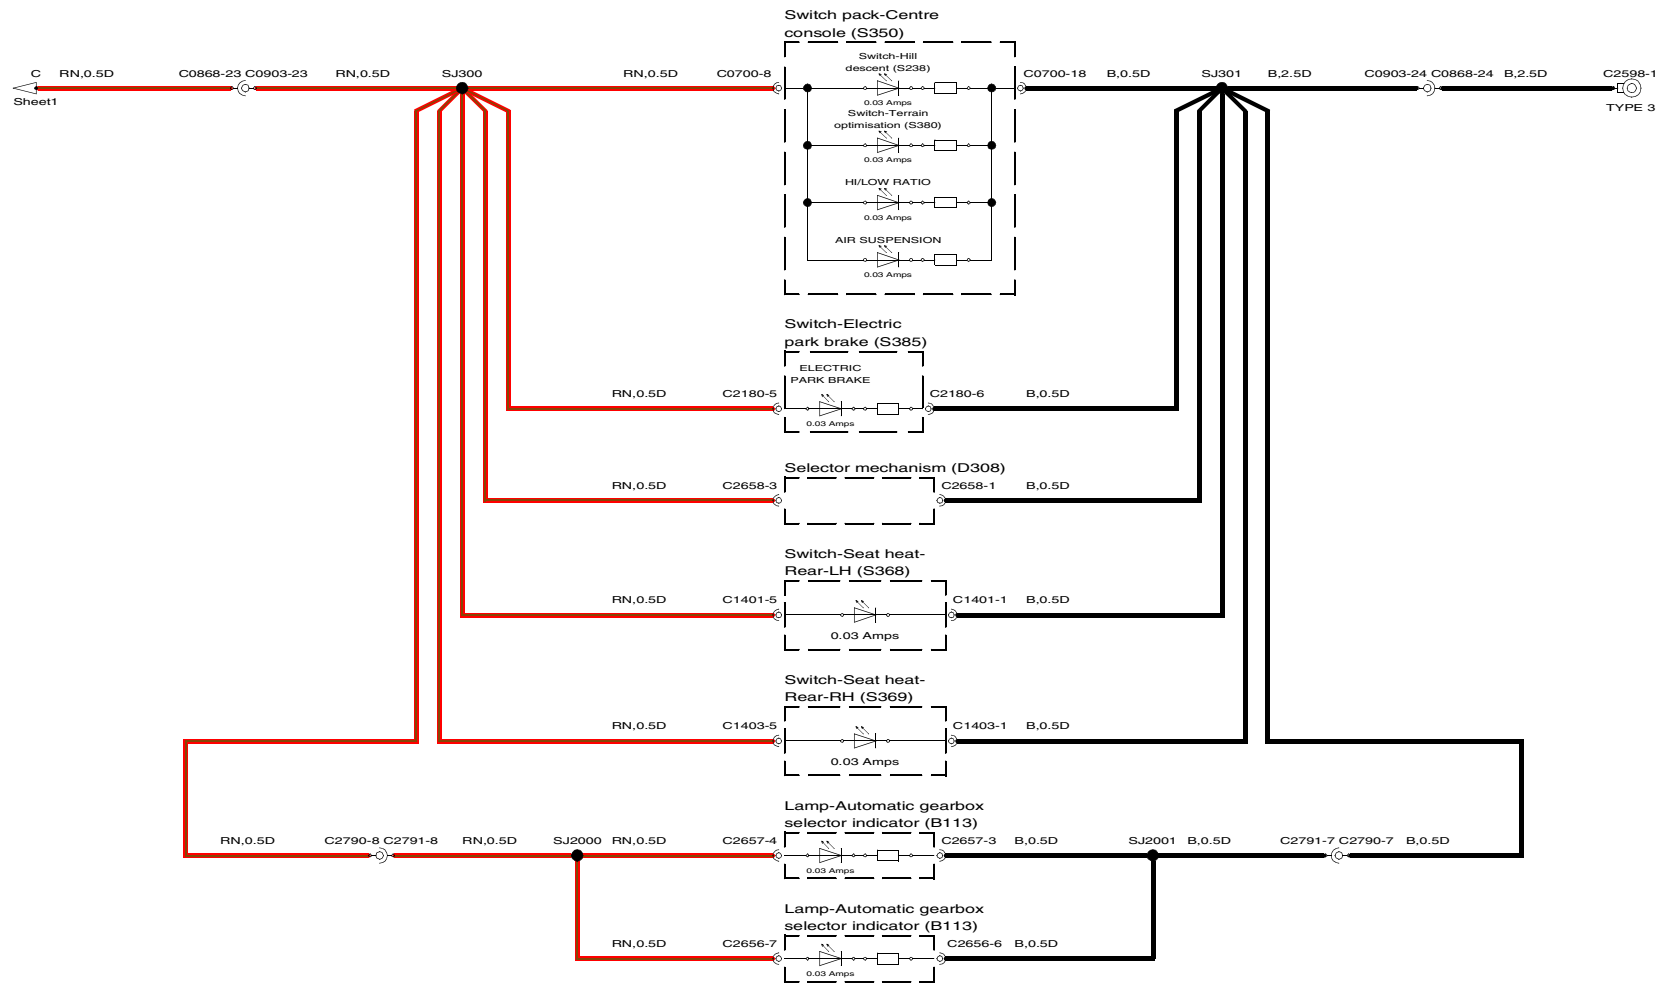 Switch pack-Centre
console (S350)
C RN,0.5D C0868-23 C0903-23 RN,0.5D SJ300 RN,0.5D C0700-8
Sheet1
Switch-Hill
descent (S238)
0.03 Amps
Switch-Terrain
optimisation (S380)
0.03 Amps
HI/LOW RATIO
0.03 Amps
AIR SUSPENSION
0.03 Amps
C0700-18 B,0.5D SJ301 B,2.5D C0903-24 C0868-24 B,2.5D C2598-1
TYPE 3
Switch-Electric
park brake (S385)
ELECTRIC
PARK BRAKE
RN,0.5D C2180-5 C2180-6 B,0.5D
0.03 Amps
Selector mechanism (D308)
RN,0.5D C2658-3 C2658-1 B,0.5D
Switch-Seat heat-
Rear-LH (S368)
RN,0.5D C1401-5 C1401-1 B,0.5D
0.03 Amps
Switch-Seat heat-
Rear-RH (S369)
RN,0.5D C1403-5 C1403-1 B,0.5D
0.03 Amps
Lamp-Automatic gearbox
selector indicator (B113)
RN,0.5D C2790-8 C2791-8 RN,0.5D SJ2000 RN,0.5D C2657-4 C2657-3 B,0.5D SJ2001 B,0.5D C2791-7 C2790-7 B,0.5D
0.03 Amps
Lamp-Automatic gearbox
selector indicator (B113)
RN,0.5D C2656-7 C2656-6 B,0.5D
0.03 Amps